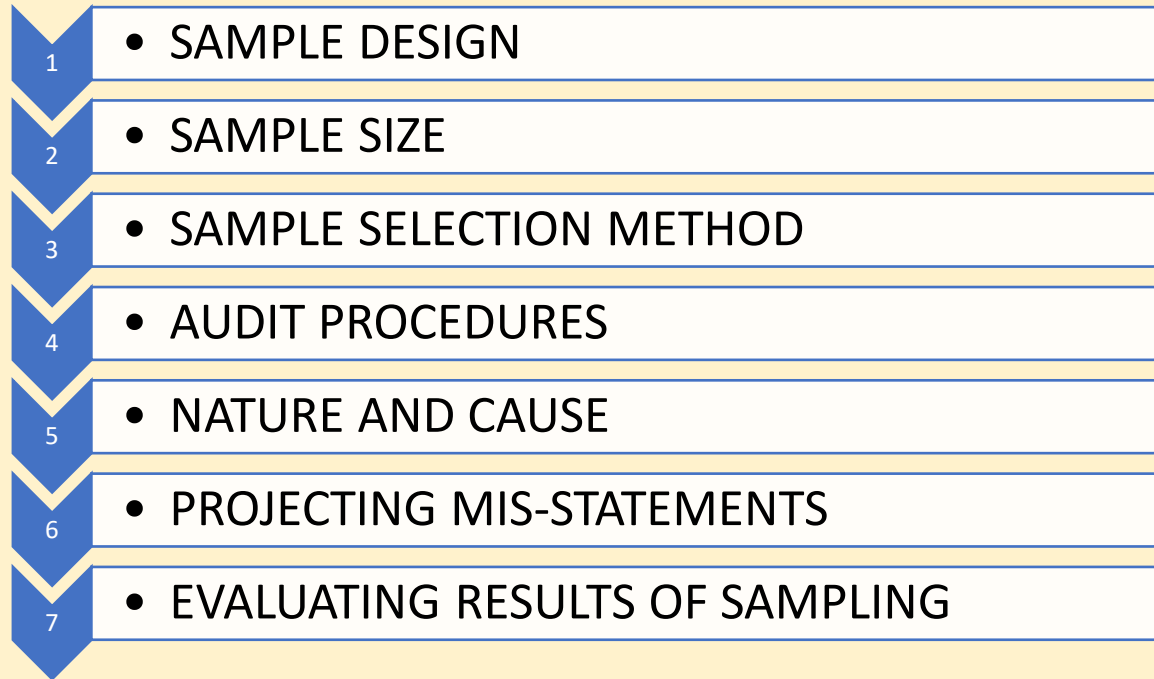 1 • SAMPLE DESIGN
2 • SAMPLE SIZE
3 • SAMPLE SELECTION METHOD
4 • AUDIT PROCEDURES
5 • NATURE AND CAUSE
6 • PROJECTING MIS-STATEMENTS
7 • EVALUATING RESULTS OF SAMPLING